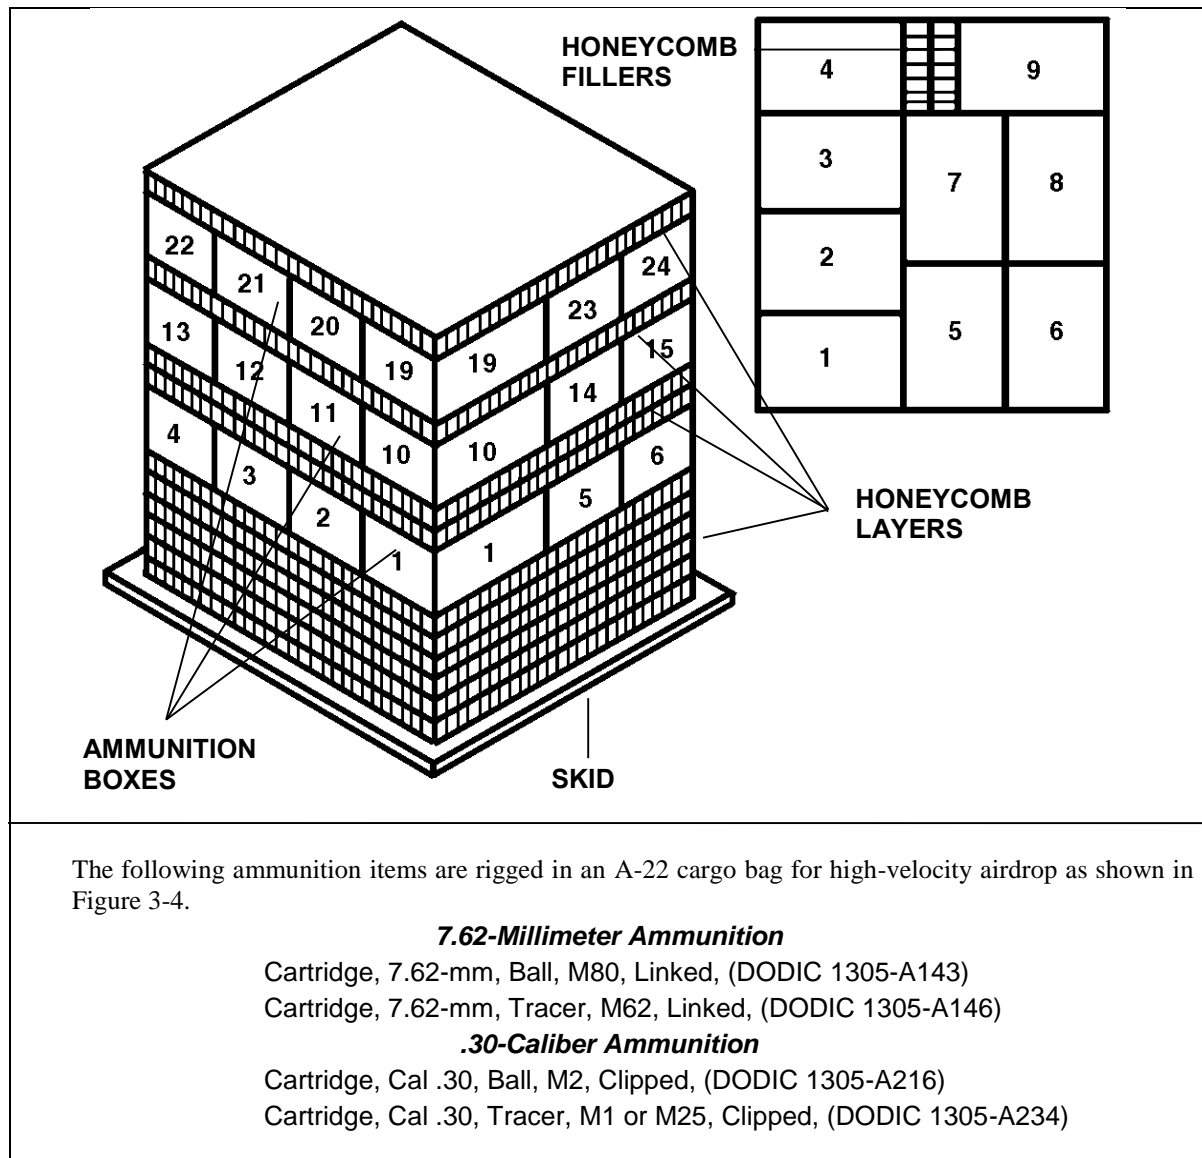 HONEYCOMB
FILLERS
4
9
3
7
8
2
5
6
1
22
21
20
19
19
23
24
13
12
11
10
10
14
15
4
3
2
1
1
5
6
HONEYCOMB
LAYERS
AMMUNITION
BOXES
SKID
The following ammunition items are rigged in an A-22 cargo bag for high-velocity airdrop as shown in
Figure 3-4.
7.62-Millimeter Ammunition
Cartridge, 7.62-mm, Ball, M80, Linked, (DODIC 1305-A143)
Cartridge, 7.62-mm, Tracer, M62, Linked, (DODIC 1305-A146)
.30-Caliber Ammunition
Cartridge, Cal .30, Ball, M2, Clipped, (DODIC 1305-A216)
Cartridge, Cal .30, Tracer, M1 or M25, Clipped, (DODIC 1305-A234)